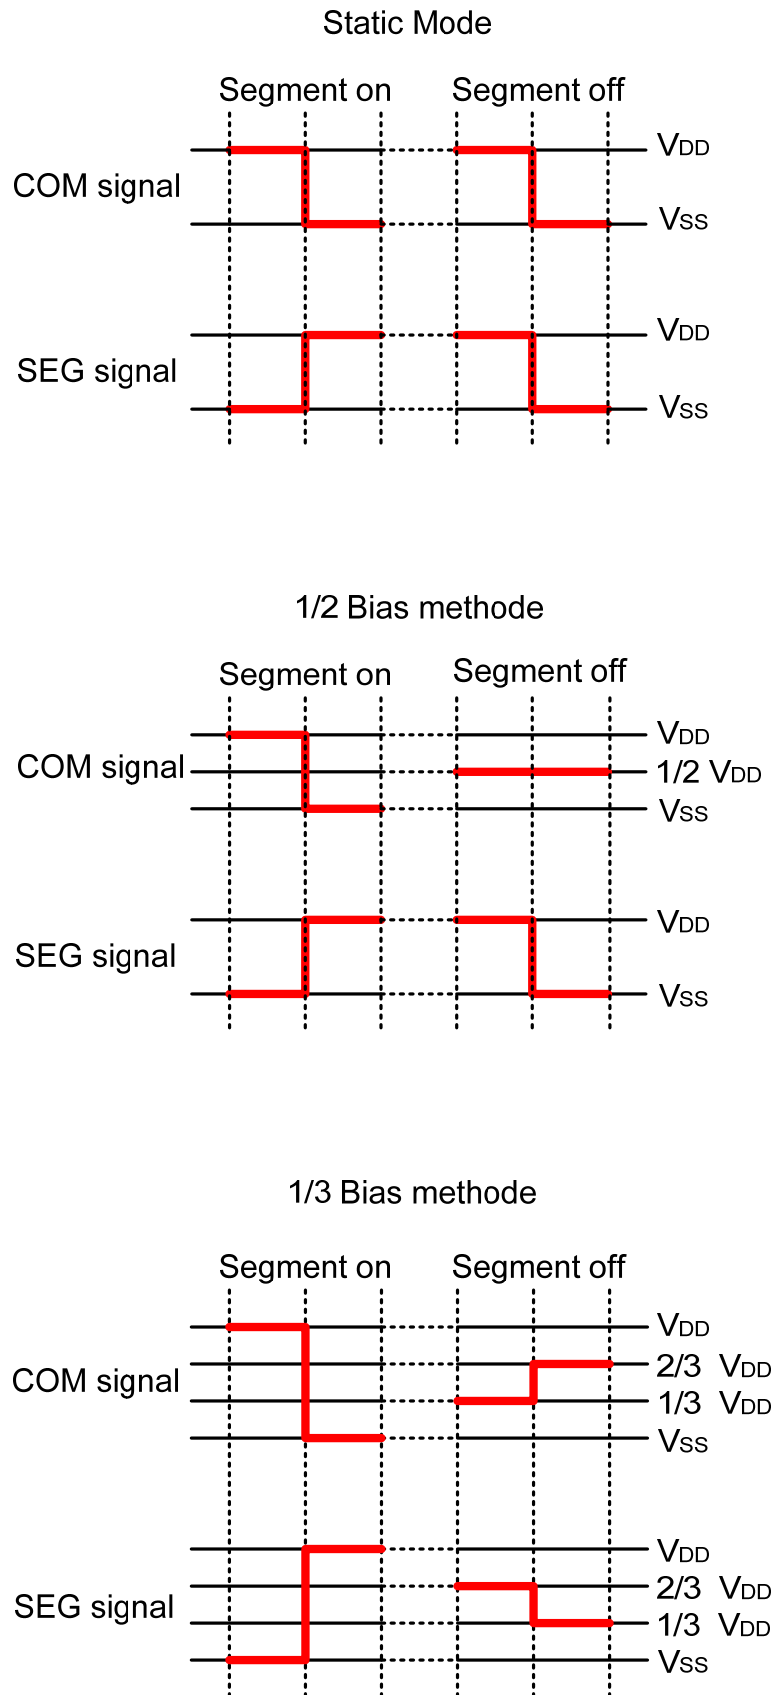 Static Mode
Segment on Segment off
VDD
COM signal
VSS
VDD
SEG signal
VSS
1/2 Bias methode
Segment on Segment off
VDD
COM signal 1/2 VDD
VSS
VDD
SEG signal
VSS
1/3 Bias methode
Segment on Segment off
VDD
2/3 VDD
COM signal
1/3 VDD
VSS
VDD
2/3 VDD
SEG signal
1/3 VDD
VSS